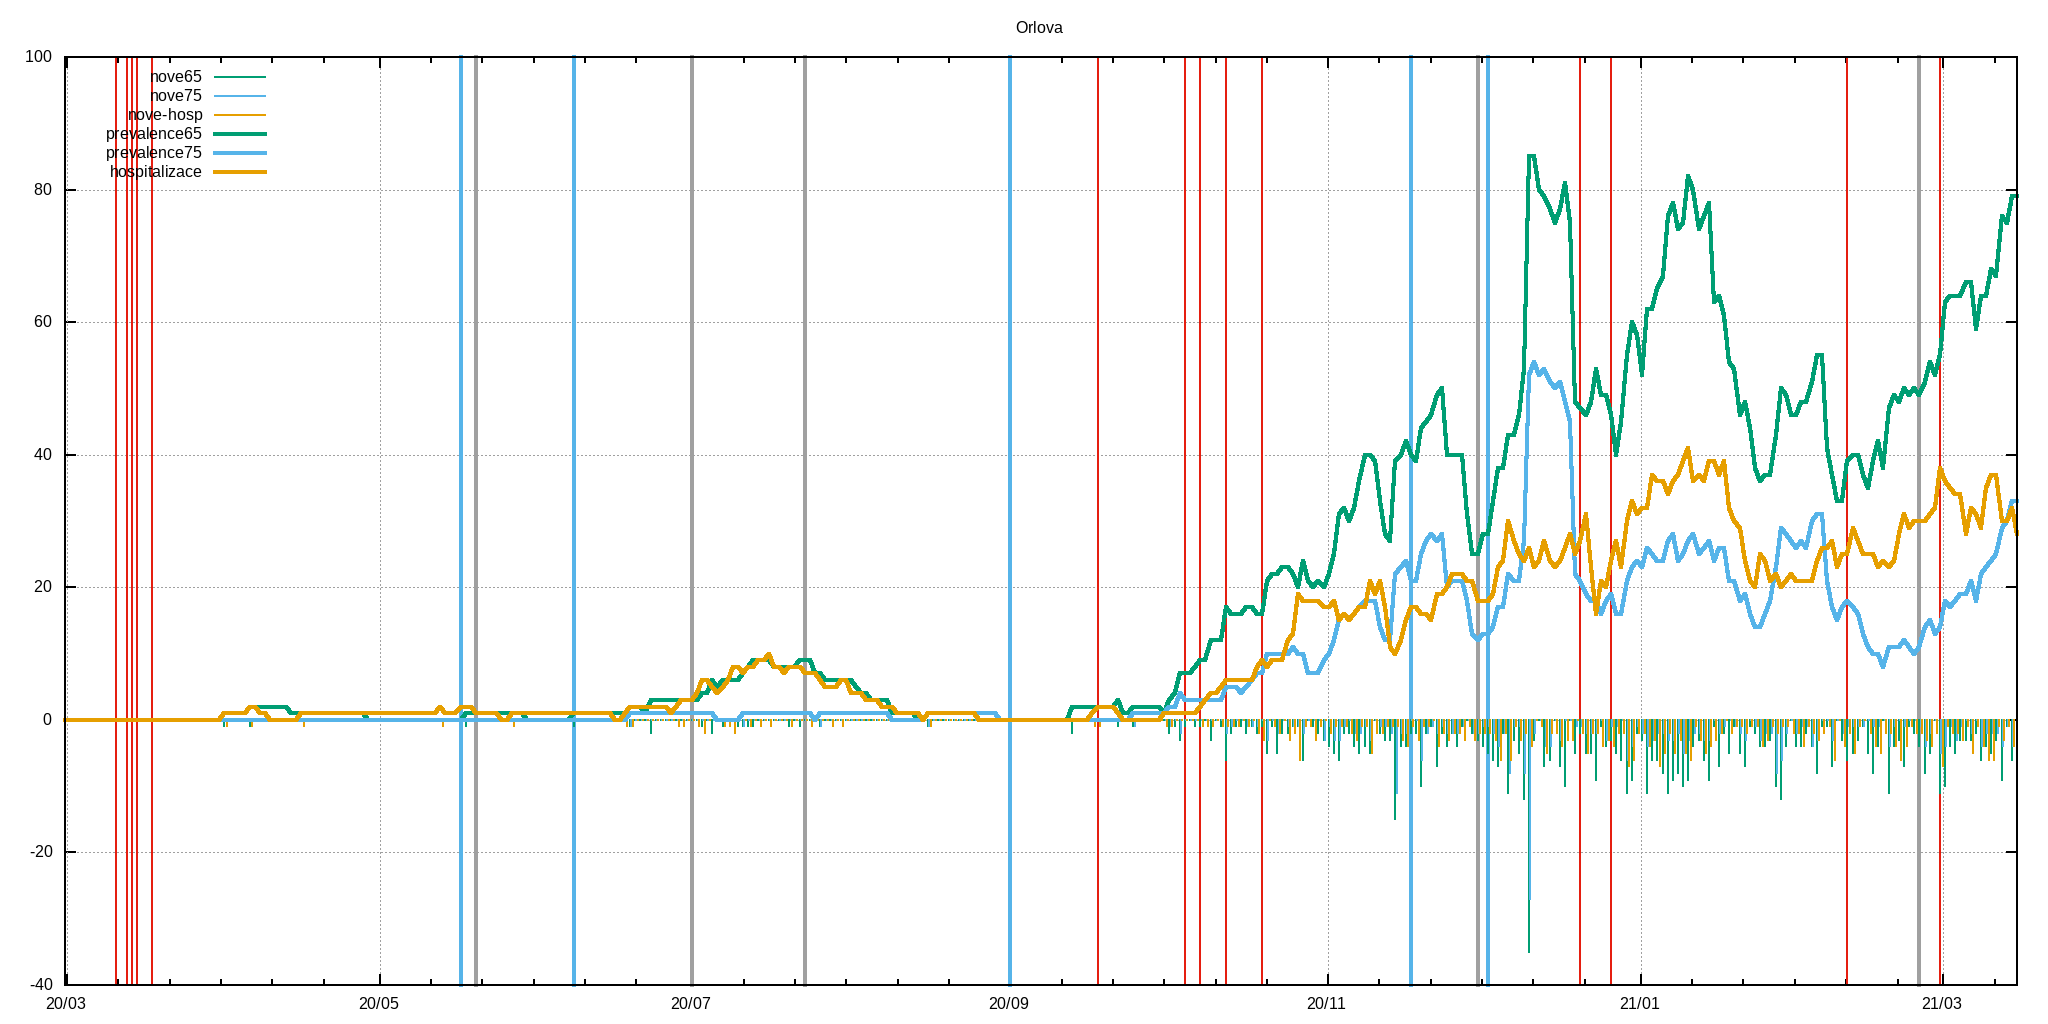 Orlova
100
80
60
40
20
0
-20
-40
nove65
nove75
nove-hosp
prevalence65
prevalence75
hospitalizace
20/03 20/05 20/07 20/09 20/11 21/01 21/03